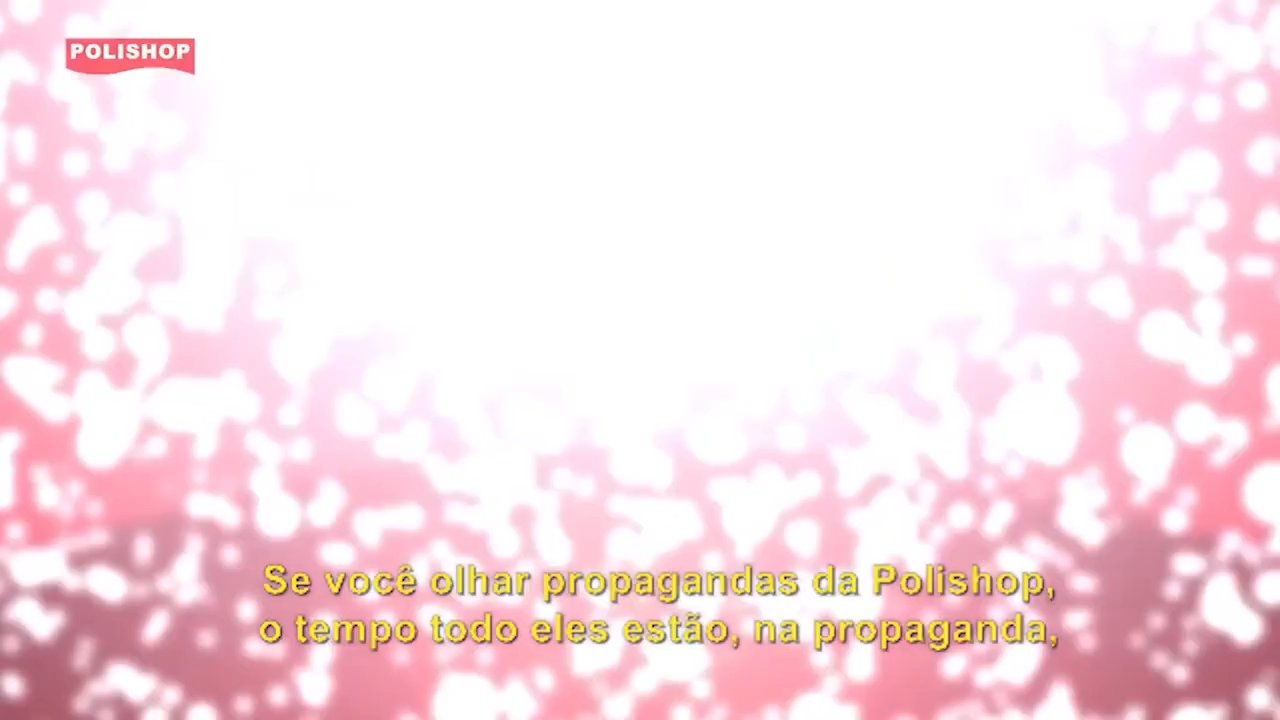 POLISHOP
Se você olhar propagandas da Polishop,
o tempo todo eles estão, na propaganda,